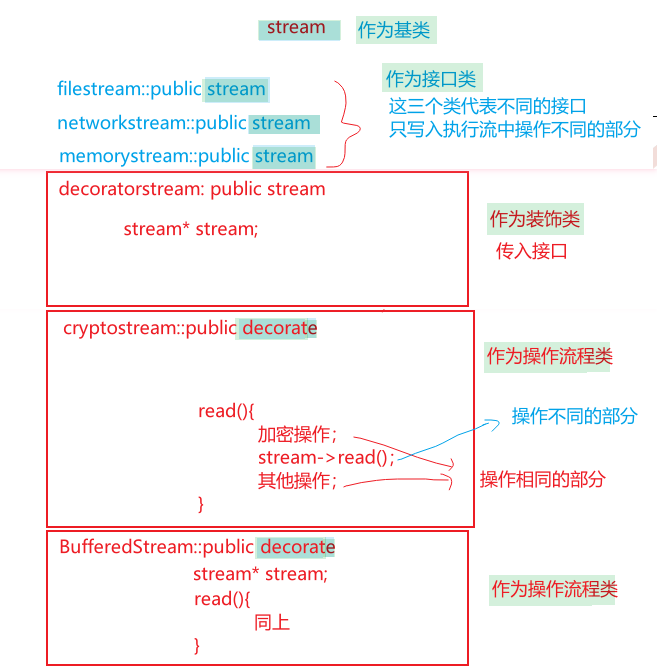 stream 作为基类
作为接口类
filestream::public stream
这三个类代表不同的接口
networkstream::public stream
只写入执行流中操作不同的部分
memorystream::public stream
decoratorstream: public stream
作为装饰类
stream* stream;
传入接口
cryptostream::public decorate
作为操作流程类
read(){
操作不同的部分
加密操作;
stream->read();
其他操作;
操作相同的部分
}
BufferedStream::public decorate
stream* stream;
作为操作流程类
read(){
同上
}